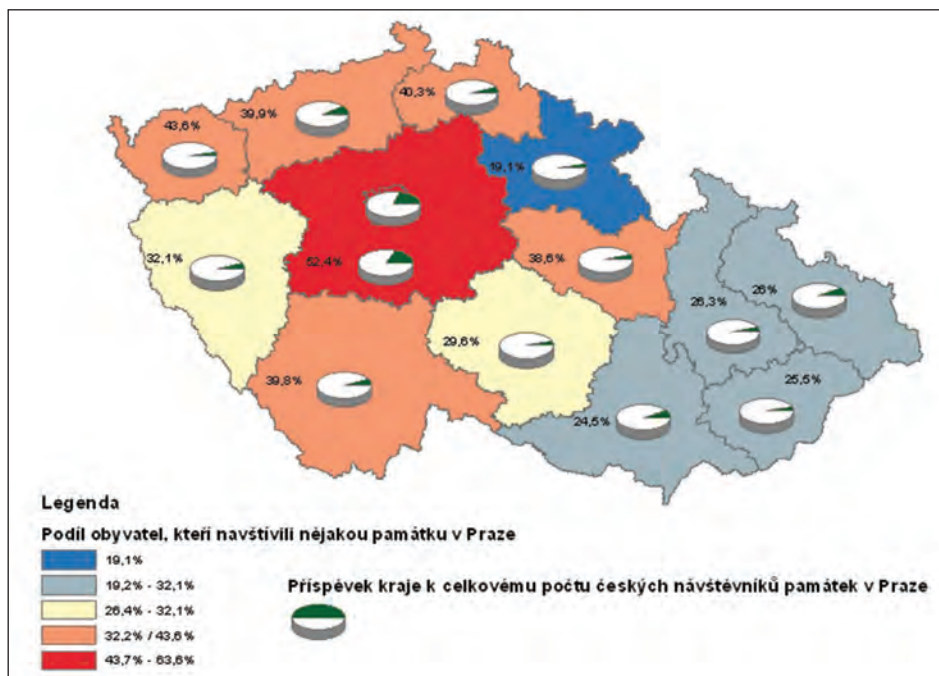 40,3%
39,9%
43,6%
19,1%
32,1%
52,4%
38,6%
26,3%
26%
29,6%
39,8%
25,5%
24,5%
Legenda
Podíl obyvatel, kteří navštívili nějakou památku v Praze
19,1%
19,2% - 32,1%
26,4% - 32,1%
32,2% / 43,6%
43,7% - 63,6%
Příspěvek kraje k celkovému počtu českých návštěvníků památek v Praze